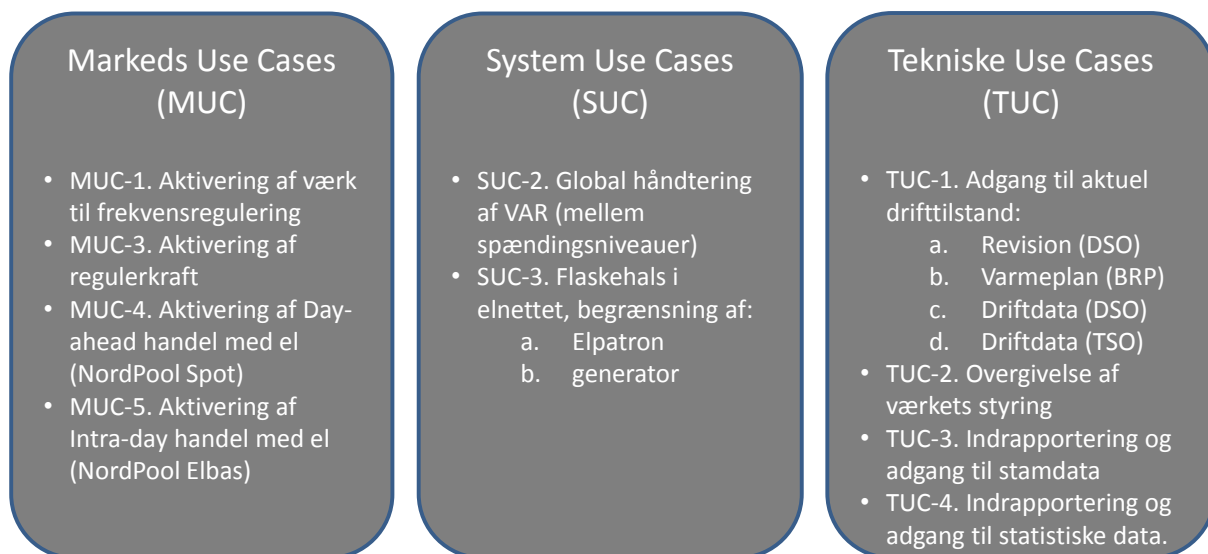 Markeds Use Cases
(MUC)
• MUC-1. Aktivering af værk
til frekvensregulering
• MUC-3. Aktivering af
regulerkraft
• MUC-4. Aktivering af Day-
ahead handel med el
(NordPool Spot)
• MUC-5. Aktivering af
Intra-day handel med el
(NordPool Elbas)
System Use Cases
(SUC)
• SUC-2. Global håndtering
af VAR (mellem
spændingsniveauer)
• SUC-3. Flaskehals i
elnettet, begrænsning af:
a. Elpatron
b. generator
Tekniske Use Cases
(TUC)
• TUC-1. Adgang til aktuel
drifttilstand:
a. Revision (DSO)
b. Varmeplan (BRP)
c. Driftdata (DSO)
d. Driftdata (TSO)
• TUC-2. Overgivelse af
værkets styring
• TUC-3. Indrapportering og
adgang til stamdata
• TUC-4. Indrapportering og
adgang til statistiske data.